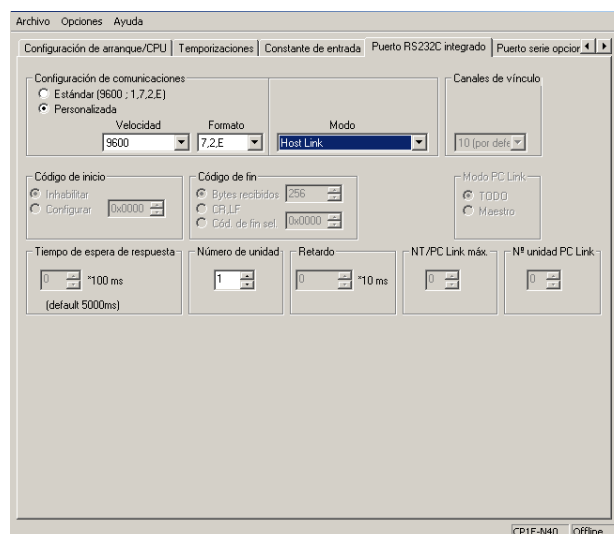 Archivo Opciones Ayuda
Configuración de arranque/CPU Temporizaciones Constante de entrada Puerto RS232C integrado Puerto serie opcior
Configuración de comunicaciones
Estándar (9600 ; 1,7,2,E)
Personalizada
Velocidad Formato Modo
9600 7,2,E Host Link
Canales de vínculo
10 (por defe
Código de inicio
Inhabilitar
Configurar 0x0000
Código de fin
Bytes recibidos 256
CR,LF
Cód. de fin sel. 0x0000
Modo PC Link
TODO
Maestro
Tiempo de espera de respuesta
0 *100 ms
(default 5000ms)
Número de unidad
1
Retardo
0 *10 ms
NT/PC Link máx.
0
Nº unidad PC Link
0
CP1E-N40 Offline